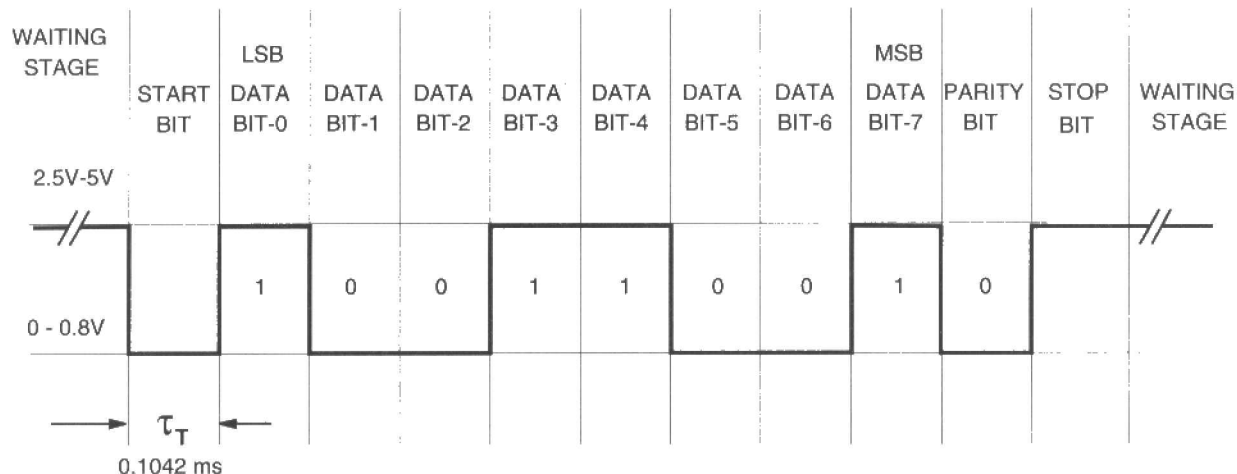 WAITING STAGE
START BIT
LSB DATA BIT-0
DATA BIT-1
DATA BIT-2
DATA BIT-3
DATA BIT-4
DATA BIT-5
DATA BIT-6
MSB DATA BIT-7
PARITY BIT
STOP BIT
WAITING STAGE
2.5V-5V
1 0 0 1 1 0 0 1 0
0 - 0.8V
τT
0.1042 ms